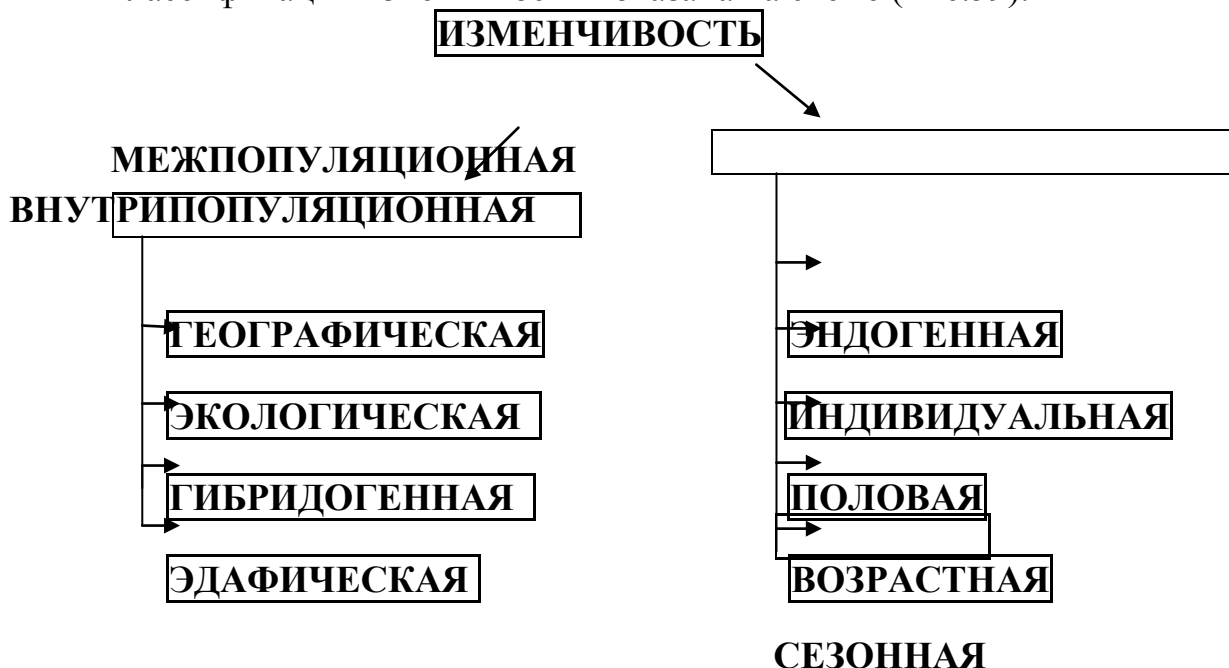 ИЗМЕНЧИВОСТЬ
МЕЖПОПУЛЯЦИОННАЯ
ВНУТРИПОПУЛЯЦИОННАЯ
ГЕОГРАФИЧЕСКАЯ ЭНДОГЕННАЯ
ЭКОЛОГИЧЕСКАЯ ИНДИВИДУАЛЬНАЯ
ГИБРИДОГЕННАЯ ПОЛОВАЯ
ЭДАФИЧЕСКАЯ ВОЗРАСТНАЯ
СЕЗОННАЯ